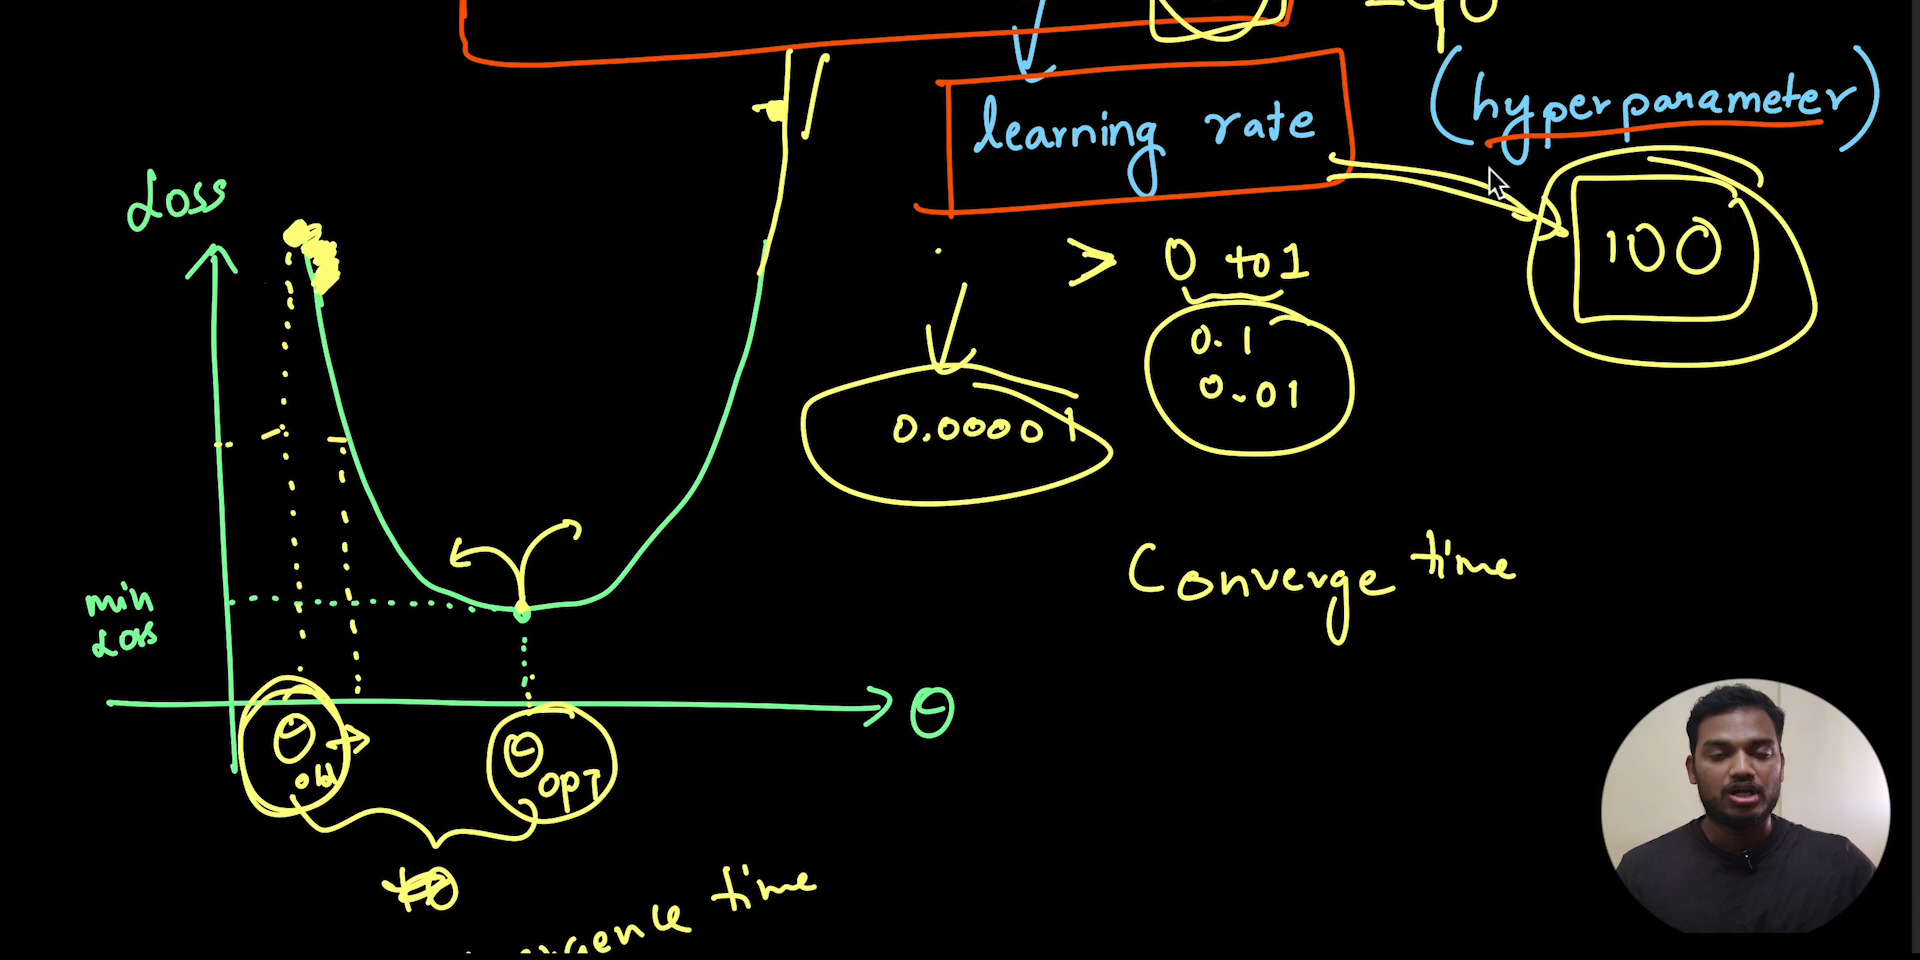 learning rate
(hyperparameter)
Loss
> 0 to 1
100
0.1
0.01
0.00001
Converge time
min
Loss
θ
θ old
θ opt
time